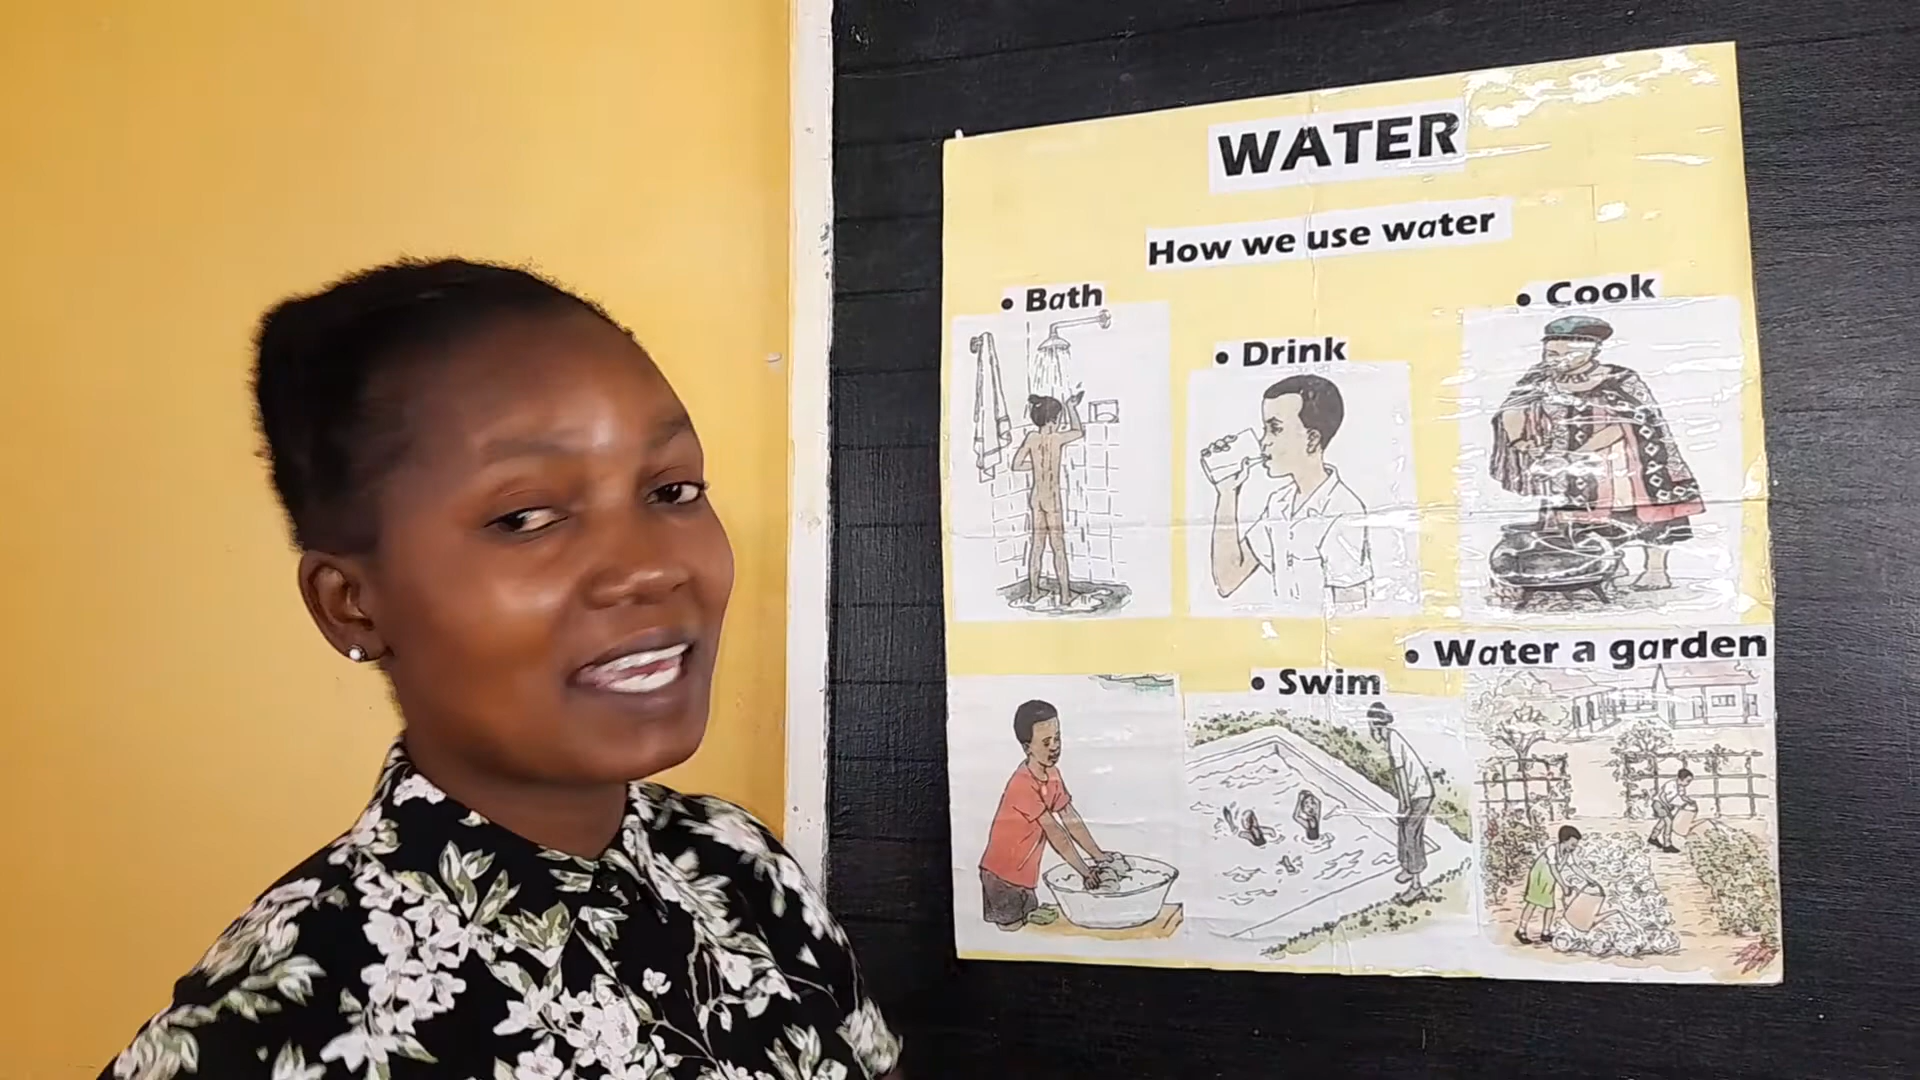 WATER
How we use water
• Bath
• Drink
• Cook
• Swim
• Water a garden